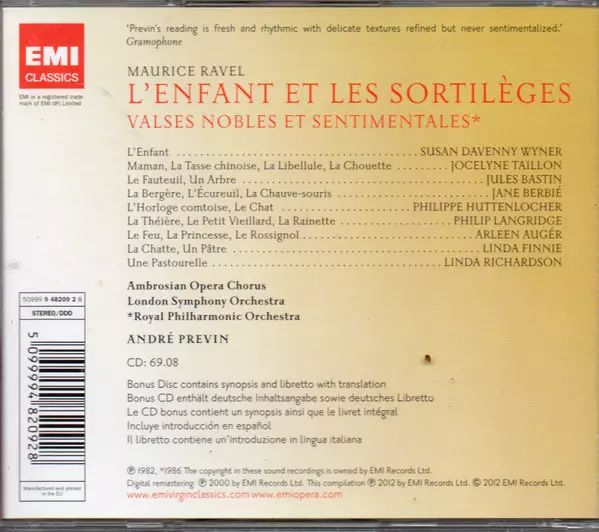 'Previn's reading is fresh and rhythmic with delicate textures refined but never sentimentalized.'
Gramophone
EMI
CLASSICS
EMI is a registered trade
mark of EMI (IP) Limited
MAURICE RAVEL
L'ENFANT ET LES SORTILÈGES
VALSES NOBLES ET SENTIMENTALES*
L'Enfant ........ SUSAN DAVENNY WYNER
Maman, La Tasse chinoise, La Libellule, La Chouette ........ JOCELYNE TAILLON
Le Fauteuil, Un Arbre ........ JULES BASTIN
La Bergère, L'Écureuil, La Chauve-souris ........ JANE BERBIÉ
L'Horloge comtoise, Le Chat ........ PHILIPPE HUTTENLOCHER
La Théière, Le Petit Vieillard, La Rainette ........ PHILIP LANGRIDGE
Le Feu, La Princesse, Le Rossignol ........ ARLEEN AUGÉR
La Chatte, Un Pâtre ........ LINDA FINNIE
Une Pastourelle ........ LINDA RICHARDSON
Ambrosian Opera Chorus
London Symphony Orchestra
*Royal Philharmonic Orchestra
ANDRÉ PREVIN
CD: 69.08
50999 9 48209 2 8
STEREO/DDD
5 099994 820928
Manufactured and printed
in the EU
Bonus Disc contains synopsis and libretto with translation
Bonus CD enthält deutsche Inhaltsangabe sowie deutsches Libretto
Le CD bonus contient un synopsis ainsi que le livret intégral
Incluye introducción en español
Il libretto contiene un'introduzione in lingua italiana
℗ 1982, *1986 The copyright in these sound recordings is owned by EMI Records Ltd.
Digital remastering ℗ 2000 by EMI Records Ltd. This compilation ℗ 2012 by EMI Records Ltd. © 2012 EMI Records Ltd.
www.emivirginclassics.com www.emiopera.com